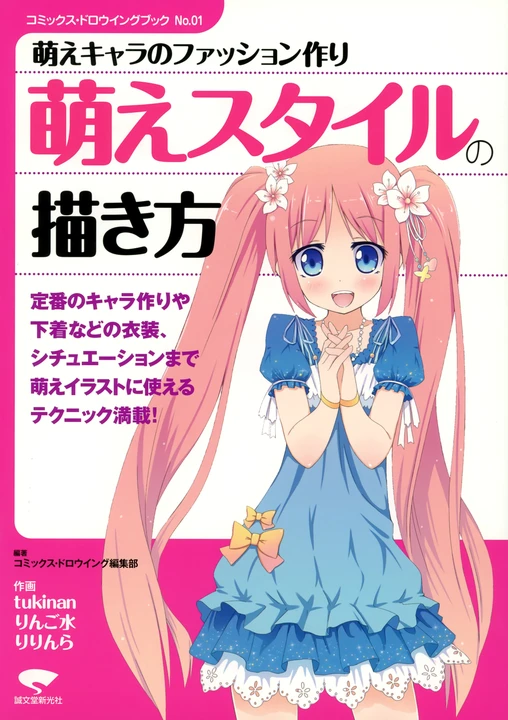 コミックス・ドロウイングブック No.01
萌えキャラのファッション作り
萌えスタイルの
描き方
定番のキャラ作りや
下着などの衣装、
シチュエーションまで
萌えイラストに使える
テクニック満載!
編著
コミックス・ドロウイング編集部
作画
tukinan
りんご水
りりんら
誠文堂新光社